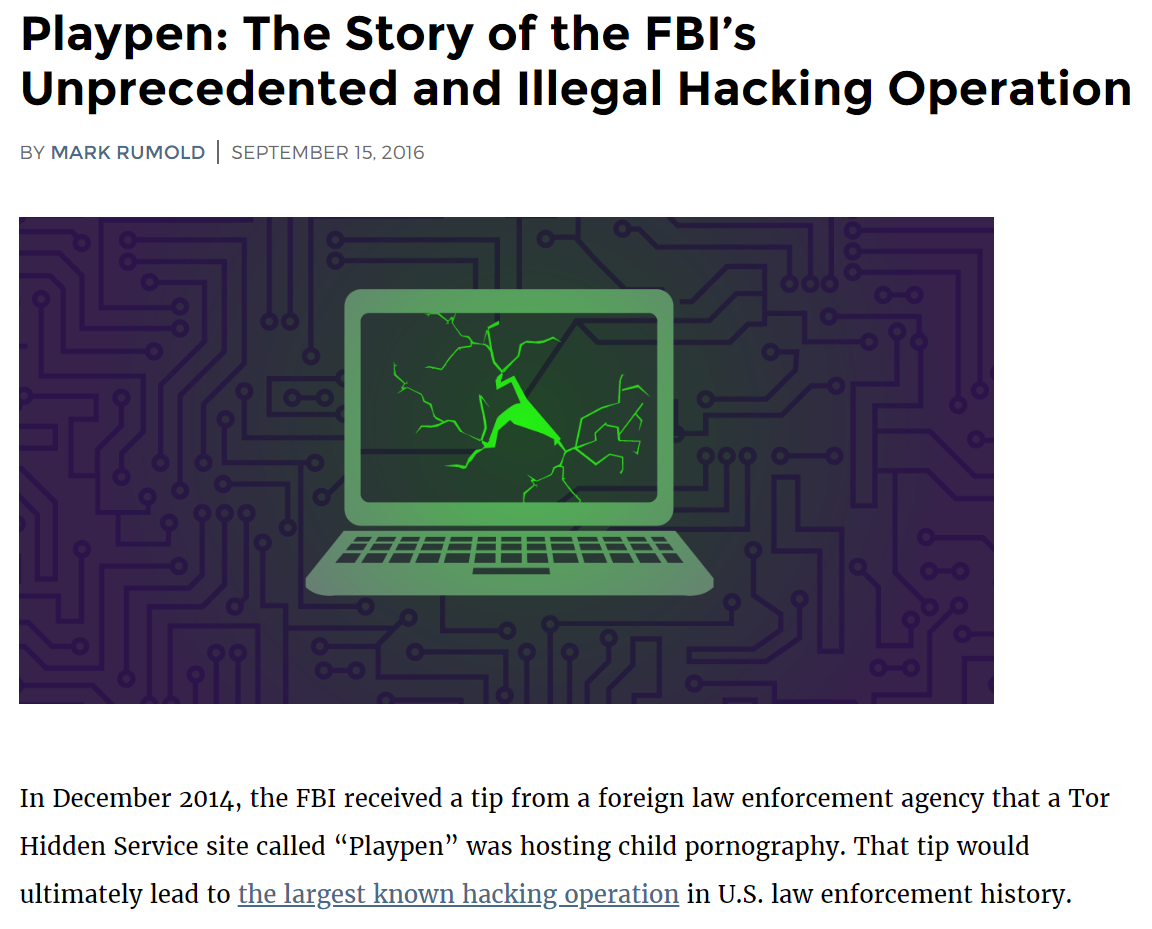 Playpen: The Story of the FBI’s
Unprecedented and Illegal Hacking Operation
BY MARK RUMOLD | SEPTEMBER 15, 2016
In December 2014, the FBI received a tip from a foreign law enforcement agency that a Tor
Hidden Service site called “Playpen” was hosting child pornography. That tip would
ultimately lead to the largest known hacking operation in U.S. law enforcement history.